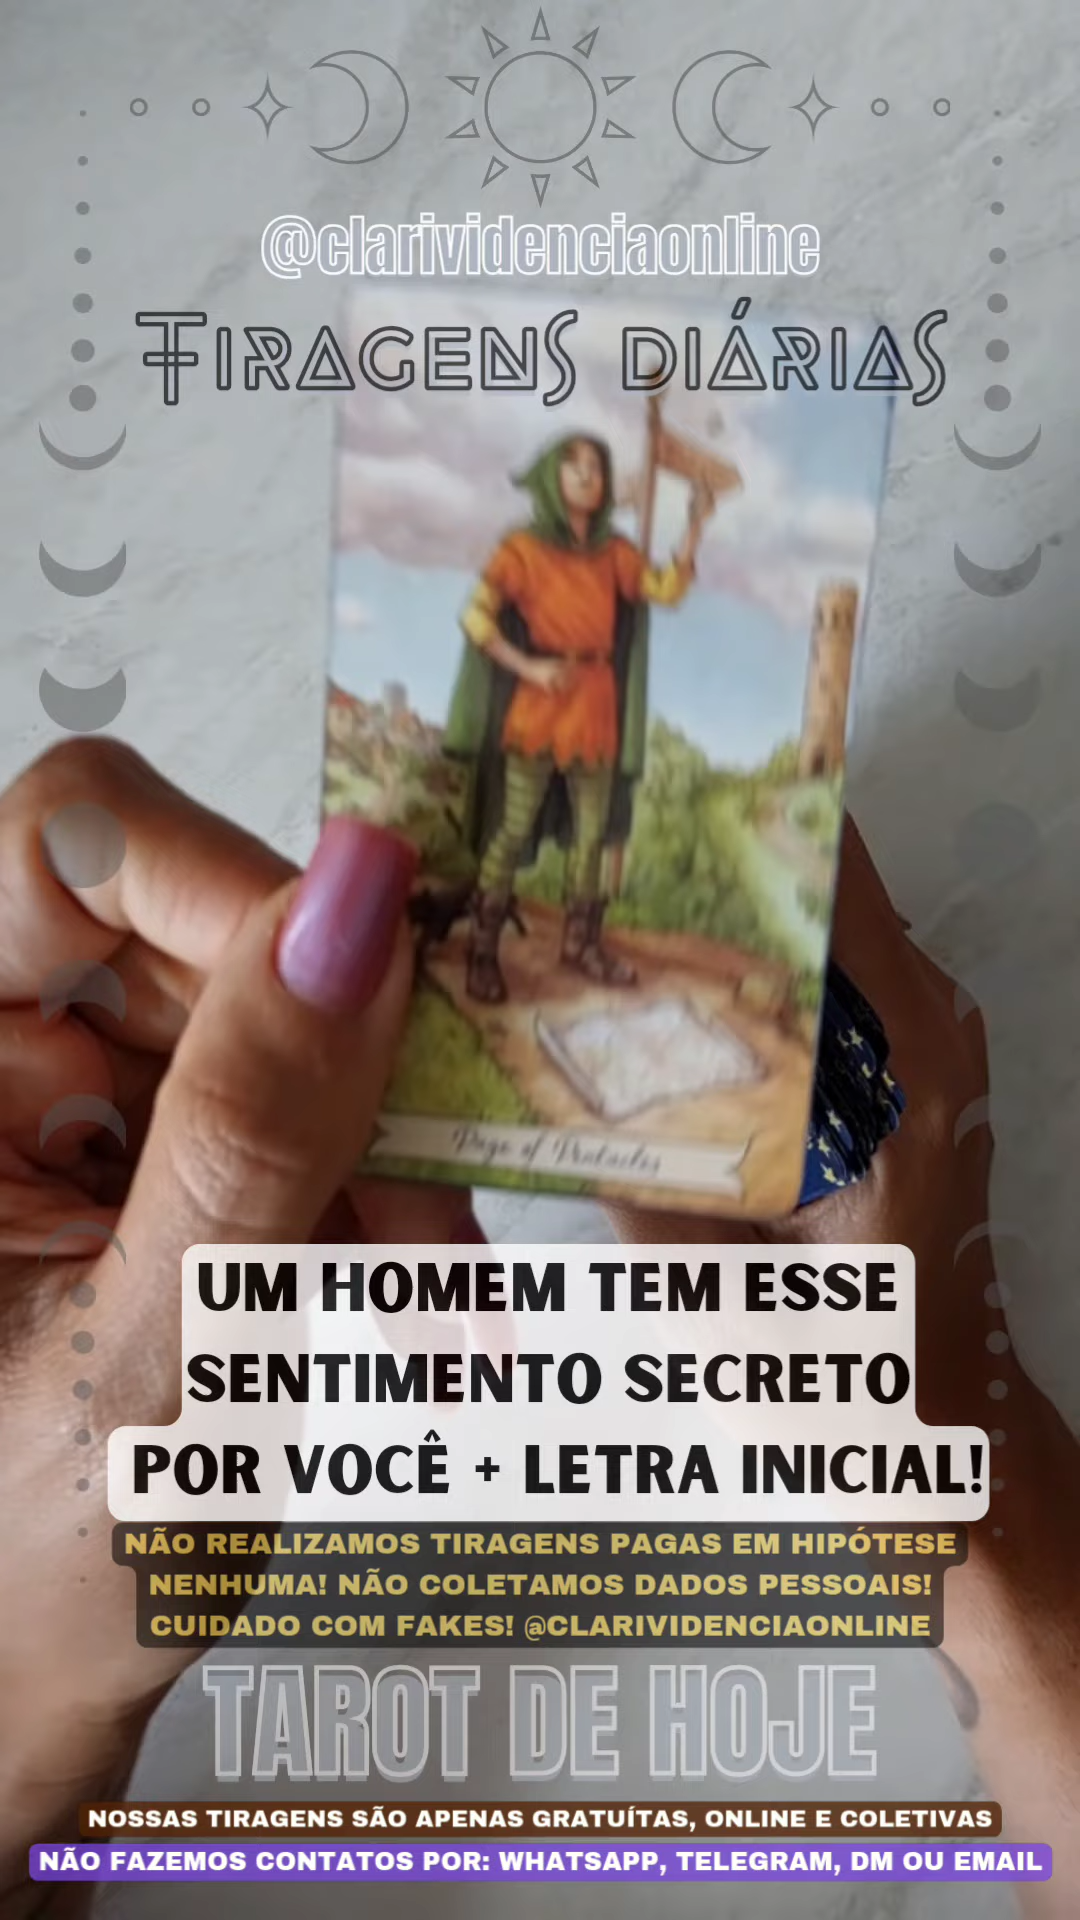 @clarividenciaonline
TIRAGENS DIÁRIAS
Page of Pentacles
UM HOMEM TEM ESSE
SENTIMENTO SECRETO
POR VOCÊ + LETRA INICIAL!
NÃO REALIZAMOS TIRAGENS PAGAS EM HIPÓTESE
NENHUMA! NÃO COLETAMOS DADOS PESSOAIS!
CUIDADO COM FAKES! @CLARIVIDENCIAONLINE
TAROT DE HOJE
NOSSAS TIRAGENS SÃO APENAS GRATUÍTAS, ONLINE E COLETIVAS
NÃO FAZEMOS CONTATOS POR: WHATSAPP, TELEGRAM, DM OU EMAIL